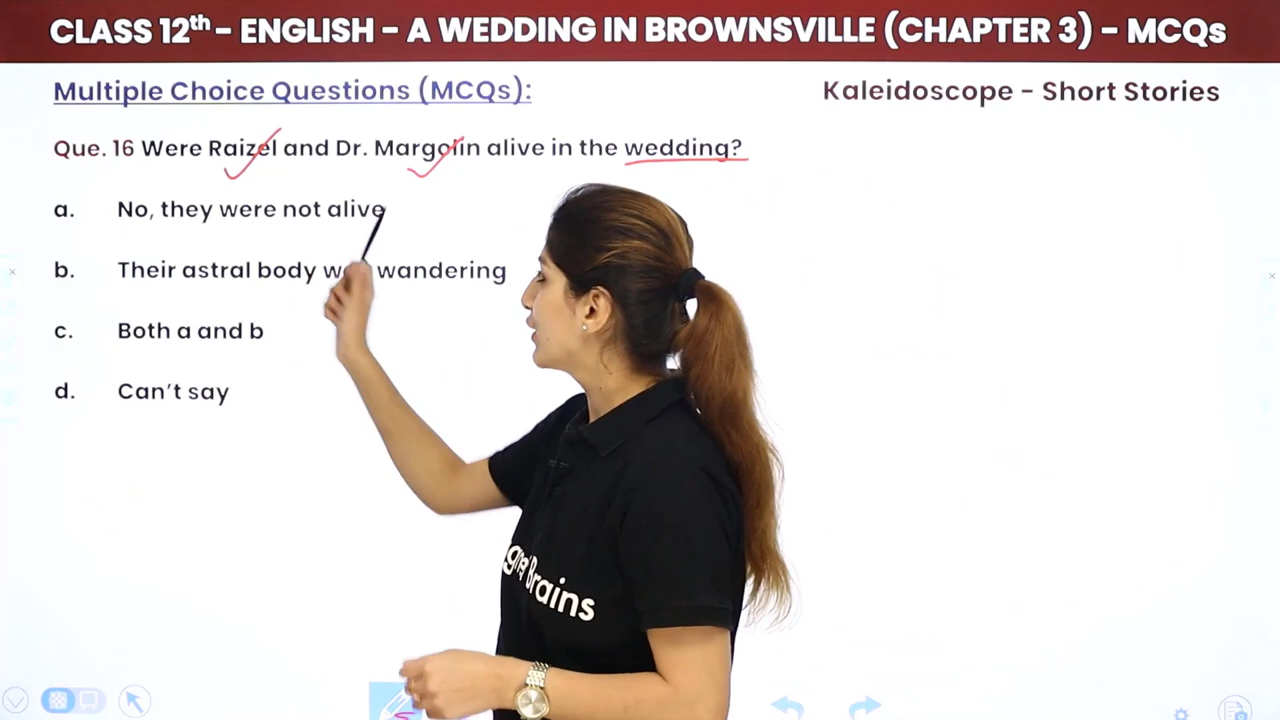 CLASS 12th – ENGLISH – A WEDDING IN BROWNSVILLE (CHAPTER 3) – MCQs
Multiple Choice Questions (MCQs):
Kaleidoscope - Short Stories
Que. 16 Were Raizel and Dr. Margolin alive in the wedding?
a. No, they were not alive
b. Their astral body wandering
c. Both a and b
d. Can't say
Brains